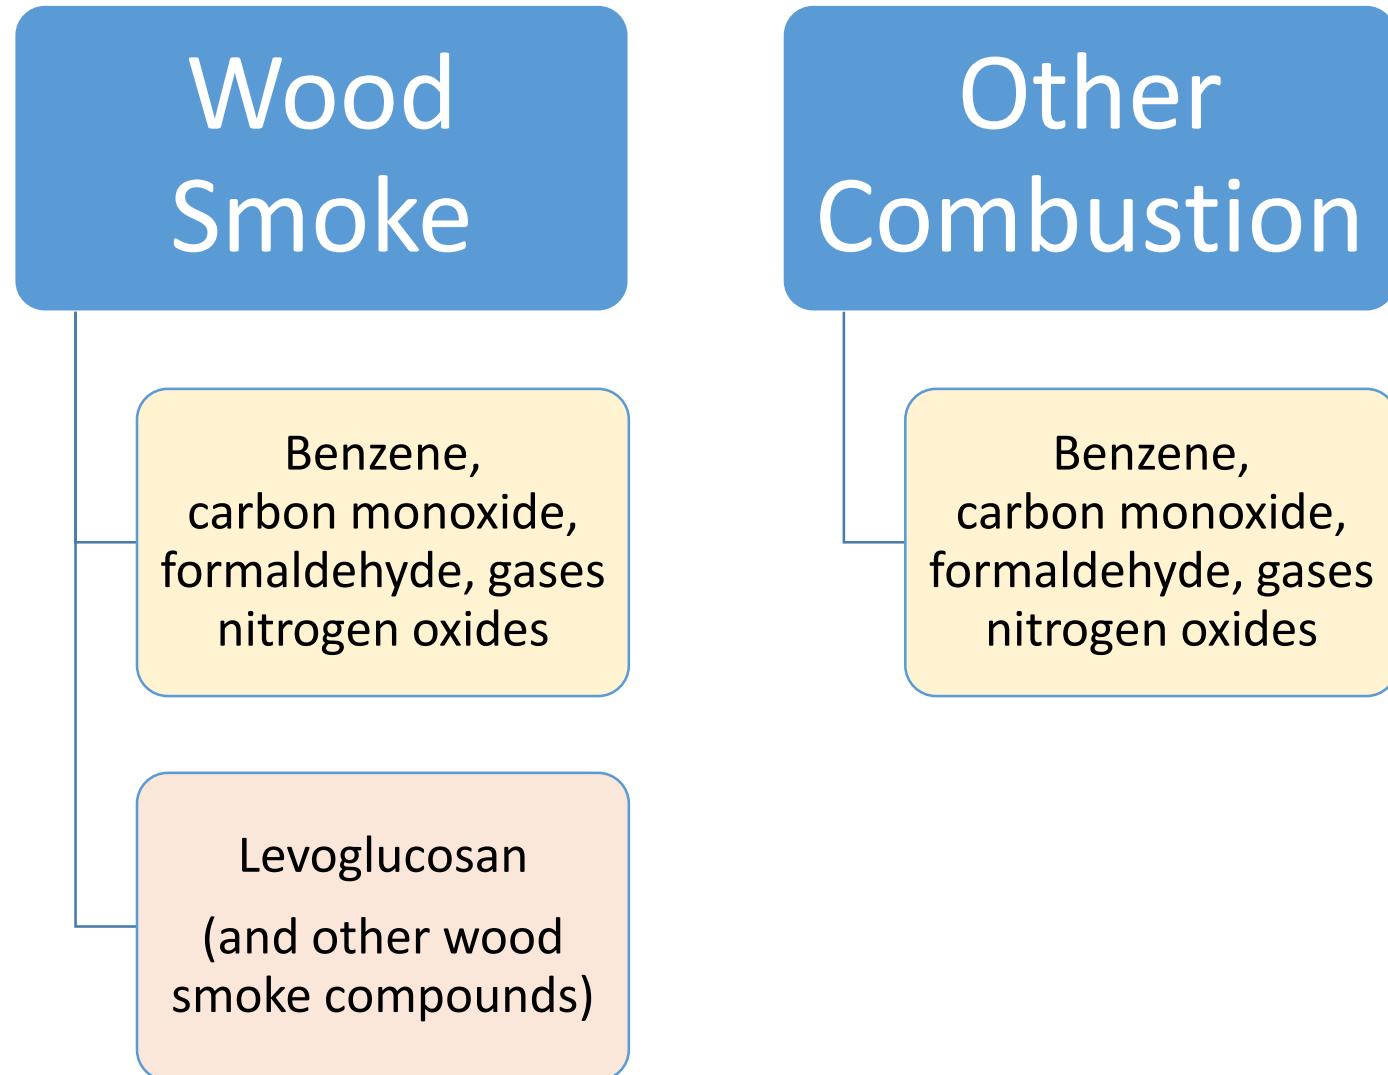 Wood
Smoke
Benzene,
carbon monoxide,
formaldehyde, gases
nitrogen oxides
Levoglucosan
(and other wood
smoke compounds)
Other
Combustion
Benzene,
carbon monoxide,
formaldehyde, gases
nitrogen oxides